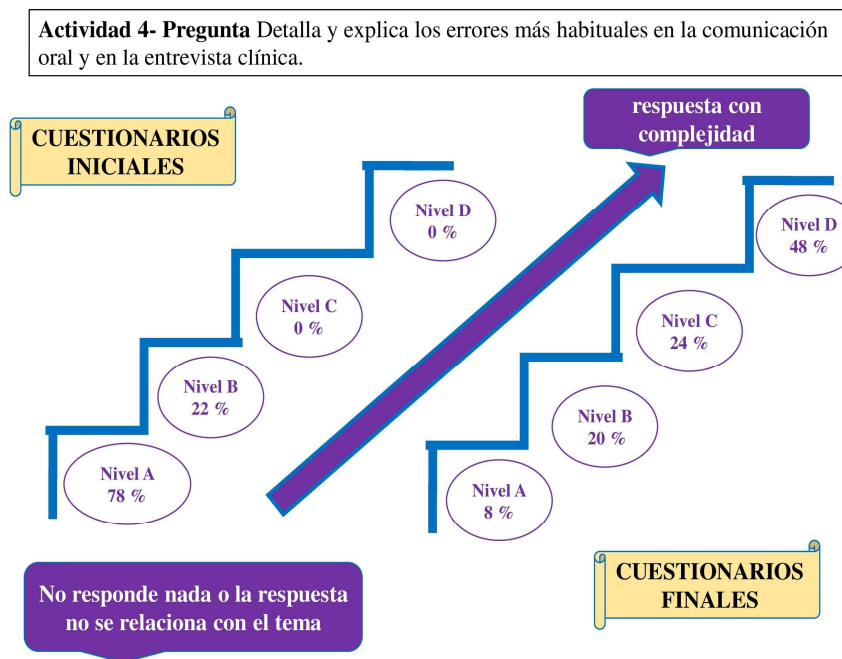 Actividad 4- Pregunta Detalla y explica los errores más habituales en la comunicación
oral y en la entrevista clínica.
CUESTIONARIOS
INICIALES
respuesta con
complejidad
Nivel D
0 %
Nivel C
0 %
Nivel B
22 %
Nivel A
78 %
Nivel D
48 %
Nivel C
24 %
Nivel B
20 %
Nivel A
8 %
No responde nada o la respuesta
no se relaciona con el tema
CUESTIONARIOS
FINALES